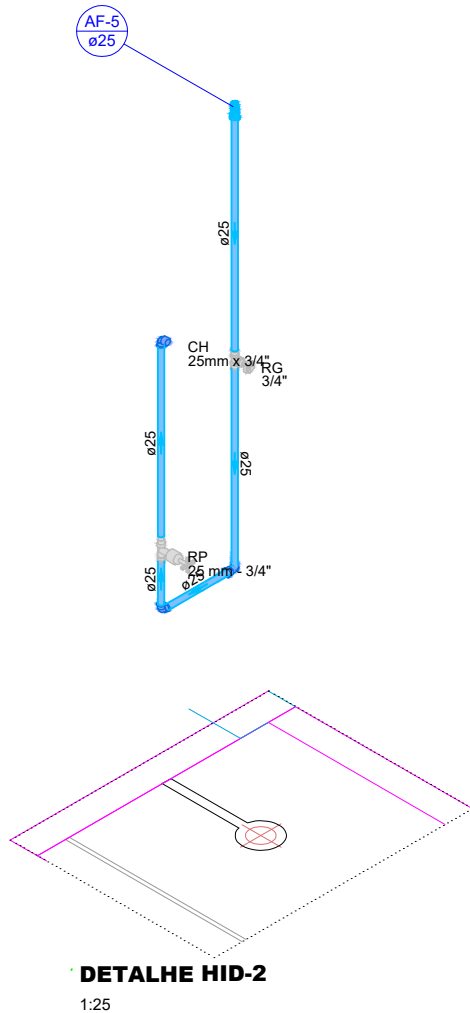 AF-5
ø25
ø25
CH
25mm x 3/4"
RG
3/4"
ø25
ø25
RP
25 mm - 3/4"
ø25
ø25
DETALHE HID-2
1:25